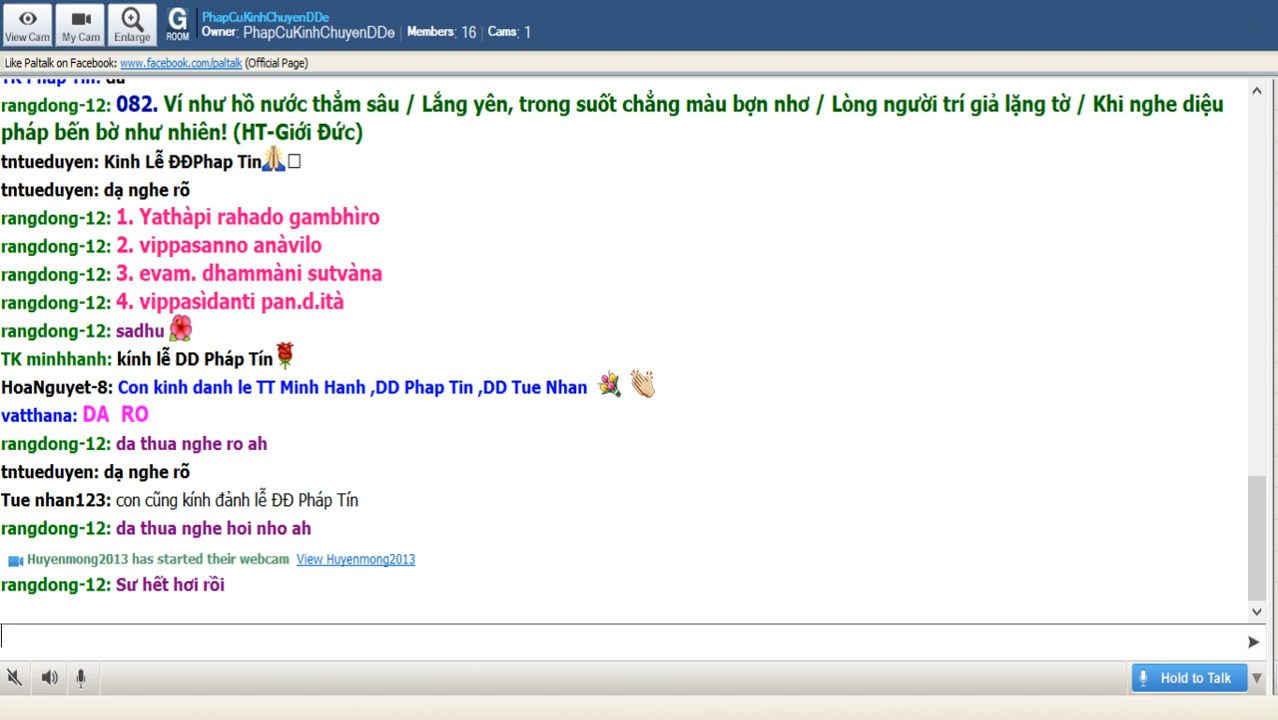 View Cam
My Cam
Enlarge
G
ROOM
PhapCuKinhChuyenDDe
Owner: PhapCuKinhChuyenDDe | Members: 16 | Cams: 1
Like Paltalk on Facebook: www.facebook.com/paltalk (Official Page)
TK Pháp Tín: dạ
rangdong-12: 082. Ví như hồ nước thẳm sâu / Lắng yên, trong suốt chẳng màu bợn nhơ / Lòng người trí giả lặng tờ / Khi nghe diệu
pháp bến bờ như nhiên! (HT-Giới Đức)
tntueduyen: Kinh Lễ ĐĐPhap Tin
tntueduyen: dạ nghe rõ
rangdong-12: 1. Yathàpi rahado gambhìro
rangdong-12: 2. vippasanno anàvilo
rangdong-12: 3. evam. dhammàni sutvàna
rangdong-12: 4. vippasìdanti pan.d.ità
rangdong-12: sadhu
TK minhhanh: kính lễ DD Pháp Tín
HoaNguyet-8: Con kinh danh le TT Minh Hanh ,DD Phap Tin ,DD Tue Nhan
vatthana: DA RO
rangdong-12: da thua nghe ro ah
tntueduyen: dạ nghe rõ
Tue nhan123: con cũng kính đảnh lễ ĐĐ Pháp Tín
rangdong-12: da thua nghe hoi nho ah
Huyenmong2013 has started their webcam View Huyenmong2013
rangdong-12: Sư hết hơi rồi
Hold to Talk